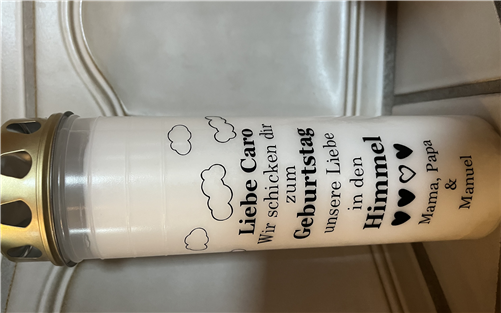 Liebe Caro
Wir schicken dir
zum
Geburtstag
unsere Liebe
in den
Himmel
Mama, Papa
&
Manuel